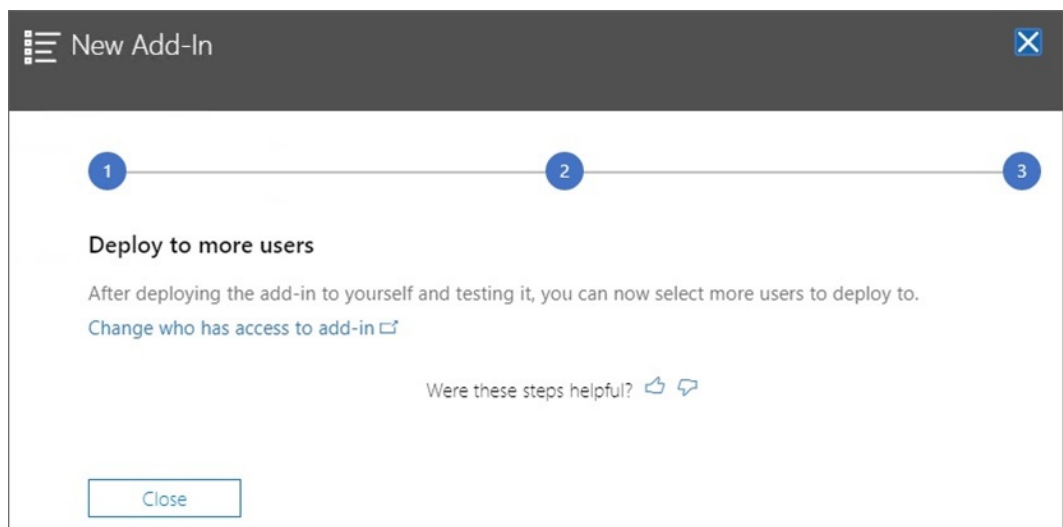 New Add-In
1
2
3
Deploy to more users
After deploying the add-in to yourself and testing it, you can now select more users to deploy to.
Change who has access to add-in
Were these steps helpful?
Close